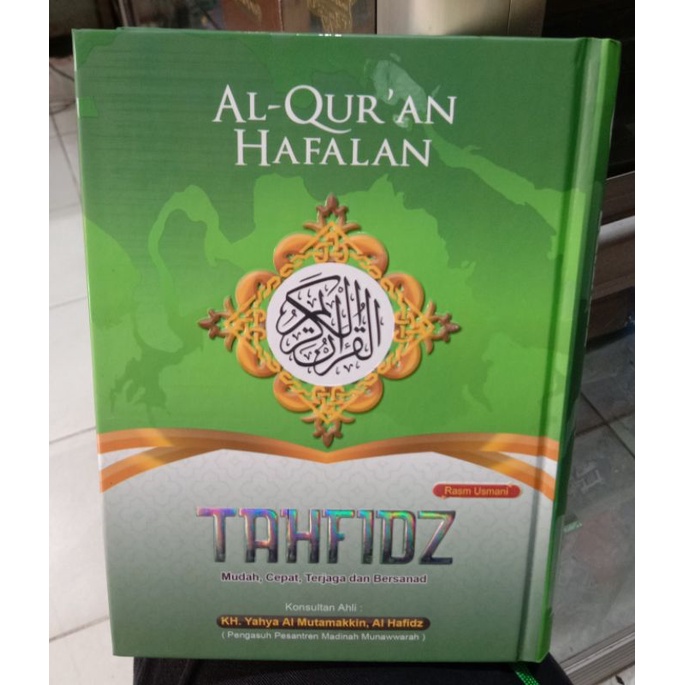 AL-QUR'AN
HAFALAN
القرآن الكريم
Rasm Usmani
TAHFIDZ
Mudah, Cepat, Terjaga dan Bersanad
Konsultan Ahli :
KH. Yahya Al Mutamakkin, Al Hafidz
( Pengasuh Pesantren Madinah Munawwarah )